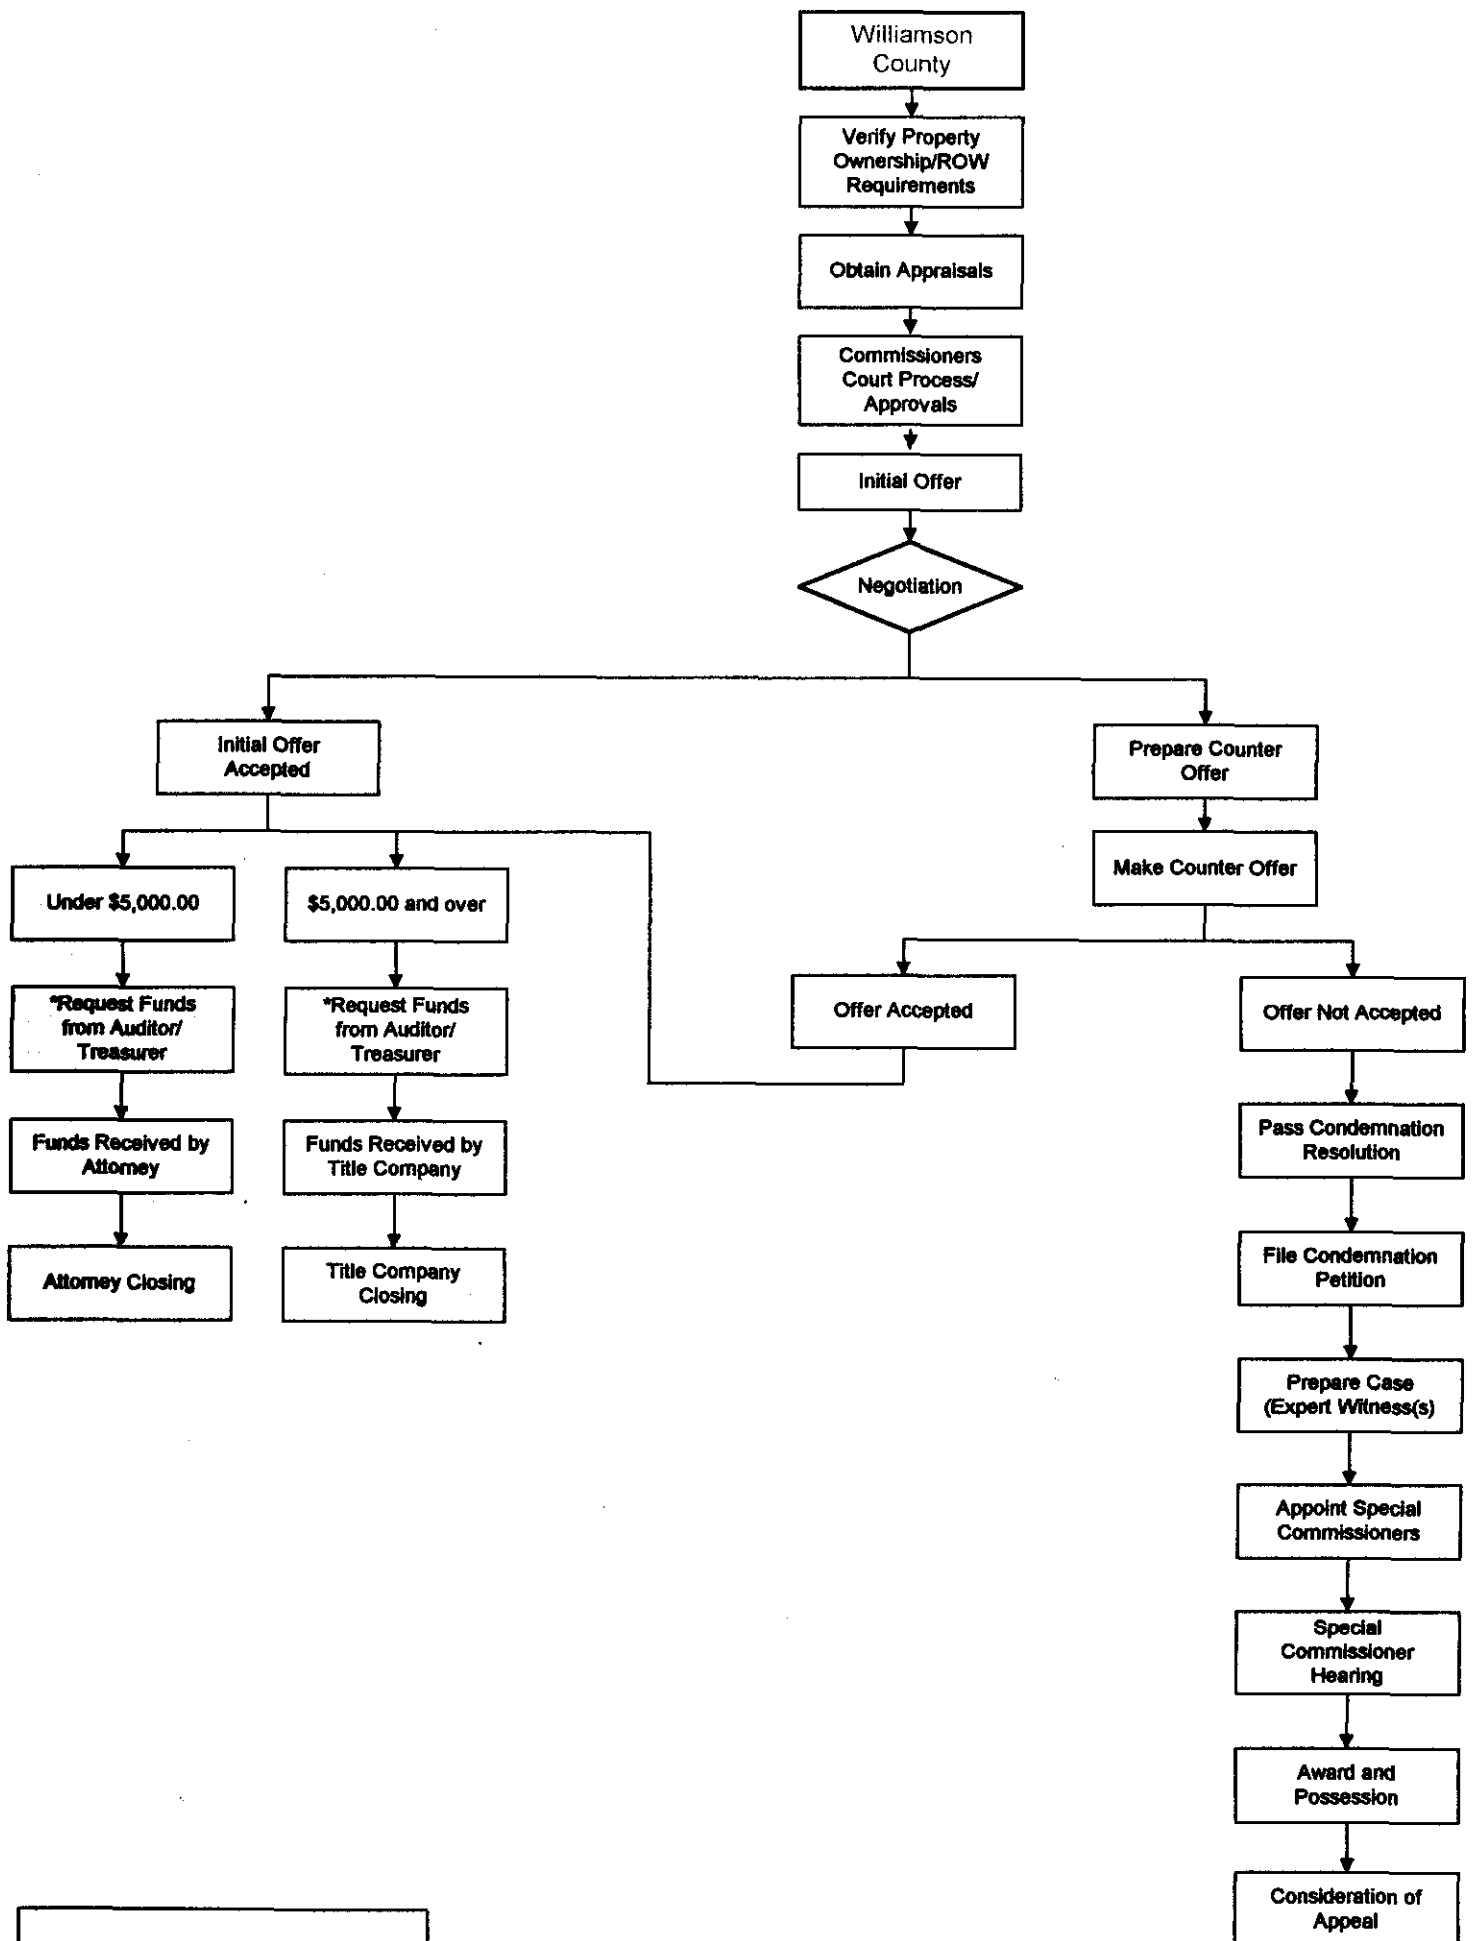 Williamson
County
Verify Property
Ownership/ROW
Requirements
Obtain Appraisals
Commissioners
Court Process/
Approvals
Initial Offer
Negotiation
Initial Offer
Accepted
Prepare Counter
Offer
Make Counter Offer
Under $5,000.00
$5,000.00 and over
*Request Funds
from Auditor/
Treasurer
*Request Funds
from Auditor/
Treasurer
Offer Accepted
Offer Not Accepted
Funds Received by
Attorney
Funds Received by
Title Company
Pass Condemnation
Resolution
Attorney Closing
Title Company
Closing
File Condemnation
Petition
Prepare Case
(Expert Witness(s)
Appoint Special
Commissioners
Special
Commissioner
Hearing
Award and
Possession
Consideration of
Appeal